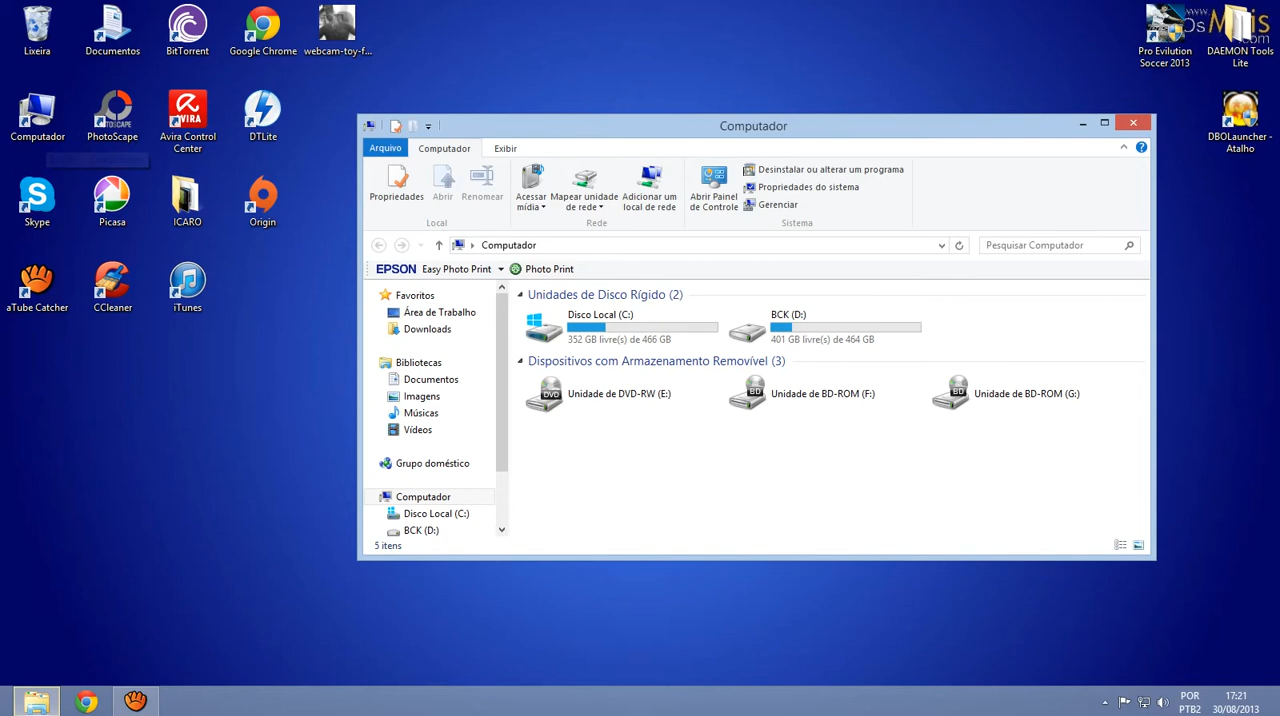 Lixeira
Documentos
BitTorrent
Google Chrome
webcam-toy-f...
www.
osMais
.com
Pro Evilution
Soccer 2013
DAEMON Tools
Lite
Computador
PhotoScape
Avira Control
Center
DTLite
DBOLauncher -
Atalho
Skype
Picasa
ICARO
Origin
aTube Catcher
CCleaner
iTunes
Computador
Arquivo
Computador
Exibir
Propriedades
Abrir
Renomear
Local
Acessar
mídia
Mapear unidade
de rede
Adicionar um
local de rede
Rede
Abrir Painel
de Controle
Desinstalar ou alterar um programa
Propriedades do sistema
Gerenciar
Sistema
Computador
Pesquisar Computador
EPSON Easy Photo Print
Photo Print
Favoritos
Área de Trabalho
Downloads
Bibliotecas
Documentos
Imagens
Músicas
Vídeos
Grupo doméstico
Computador
Disco Local (C:)
BCK (D:)
Unidades de Disco Rígido (2)
Disco Local (C:)
352 GB livre(s) de 466 GB
BCK (D:)
401 GB livre(s) de 464 GB
Dispositivos com Armazenamento Removível (3)
DVD
Unidade de DVD-RW (E:)
BD
Unidade de BD-ROM (F:)
BD
Unidade de BD-ROM (G:)
5 itens
POR
PTB2
17:21
30/08/2013